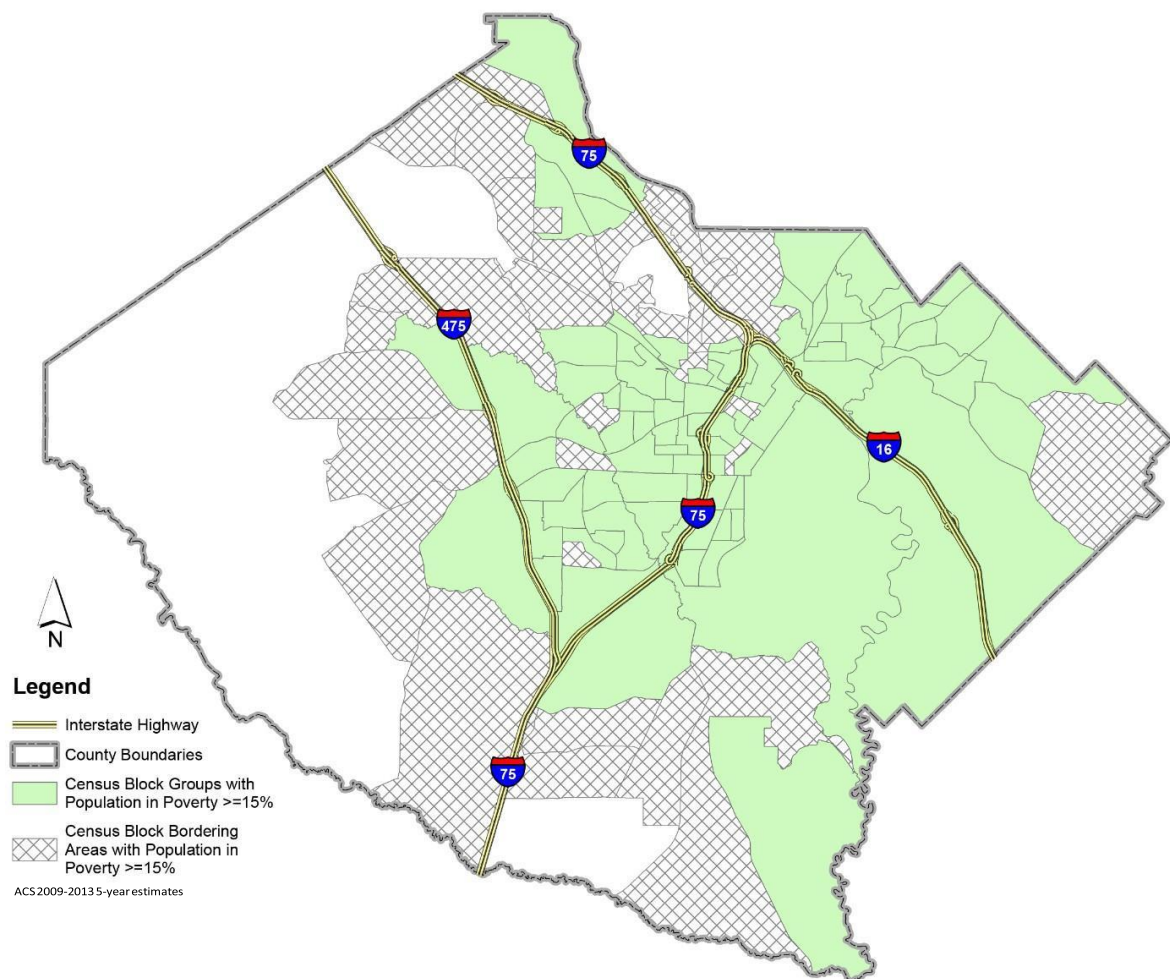 75
475
16
75
75
N
Legend
Interstate Highway
County Boundaries
Census Block Groups with
Population in Poverty >=15%
Census Block Bordering
Areas with Population in
Poverty >=15%
ACS 2009-2013 5-year estimates